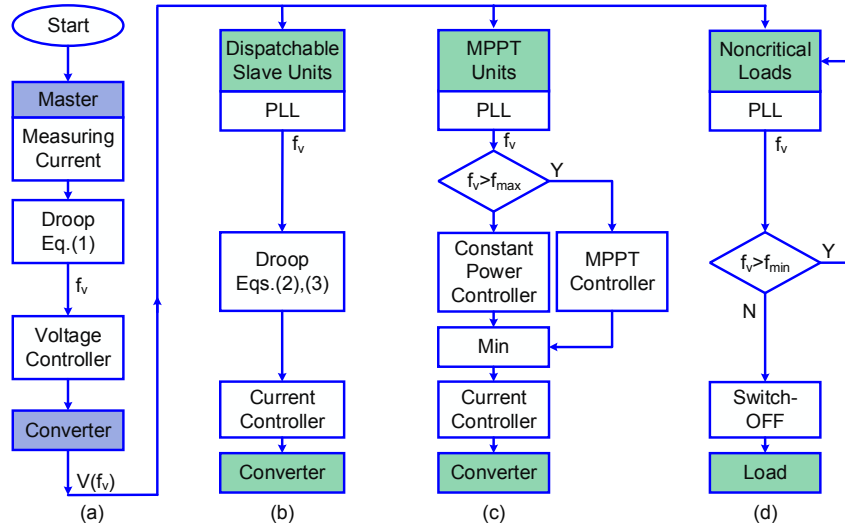 Start
Master
Measuring
Current
Droop
Eq.(1)
fv
Voltage
Controller
Converter
V(fv)
(a)
Dispatchable
Slave Units
PLL
fv
Droop
Eqs.(2),(3)
Current
Controller
Converter
(b)
MPPT
Units
PLL
fv
fv>fmax
Y
Constant
Power
Controller
MPPT
Controller
Min
Current
Controller
Converter
(c)
Noncritical
Loads
PLL
fv
fv>fmin
Y
N
Switch-
OFF
Load
(d)